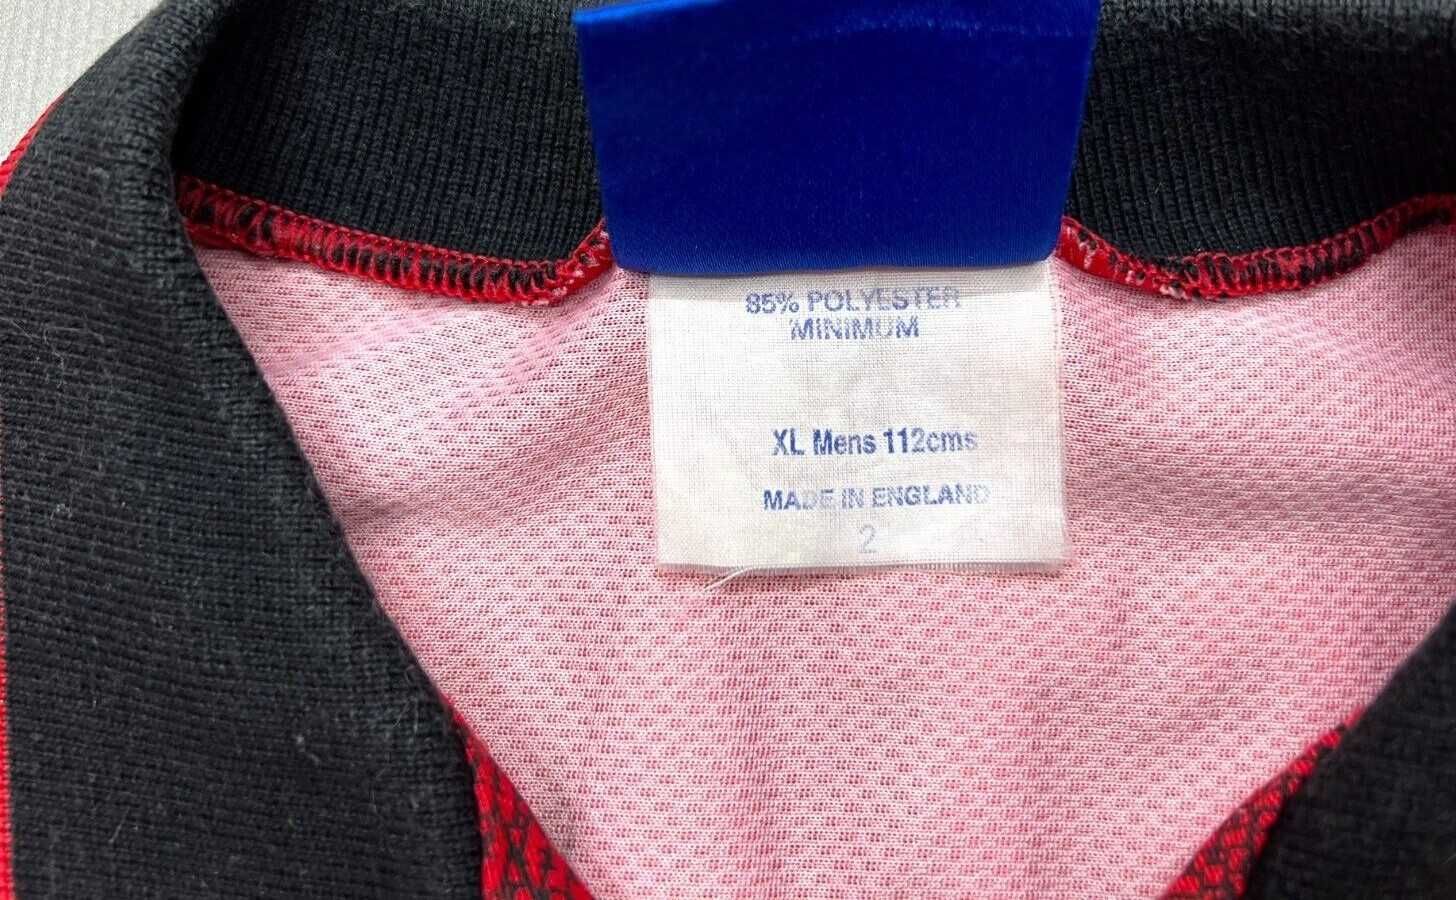 85% POLYESTER
MINIMUM
XL Mens 112cms
MADE IN ENGLAND
2